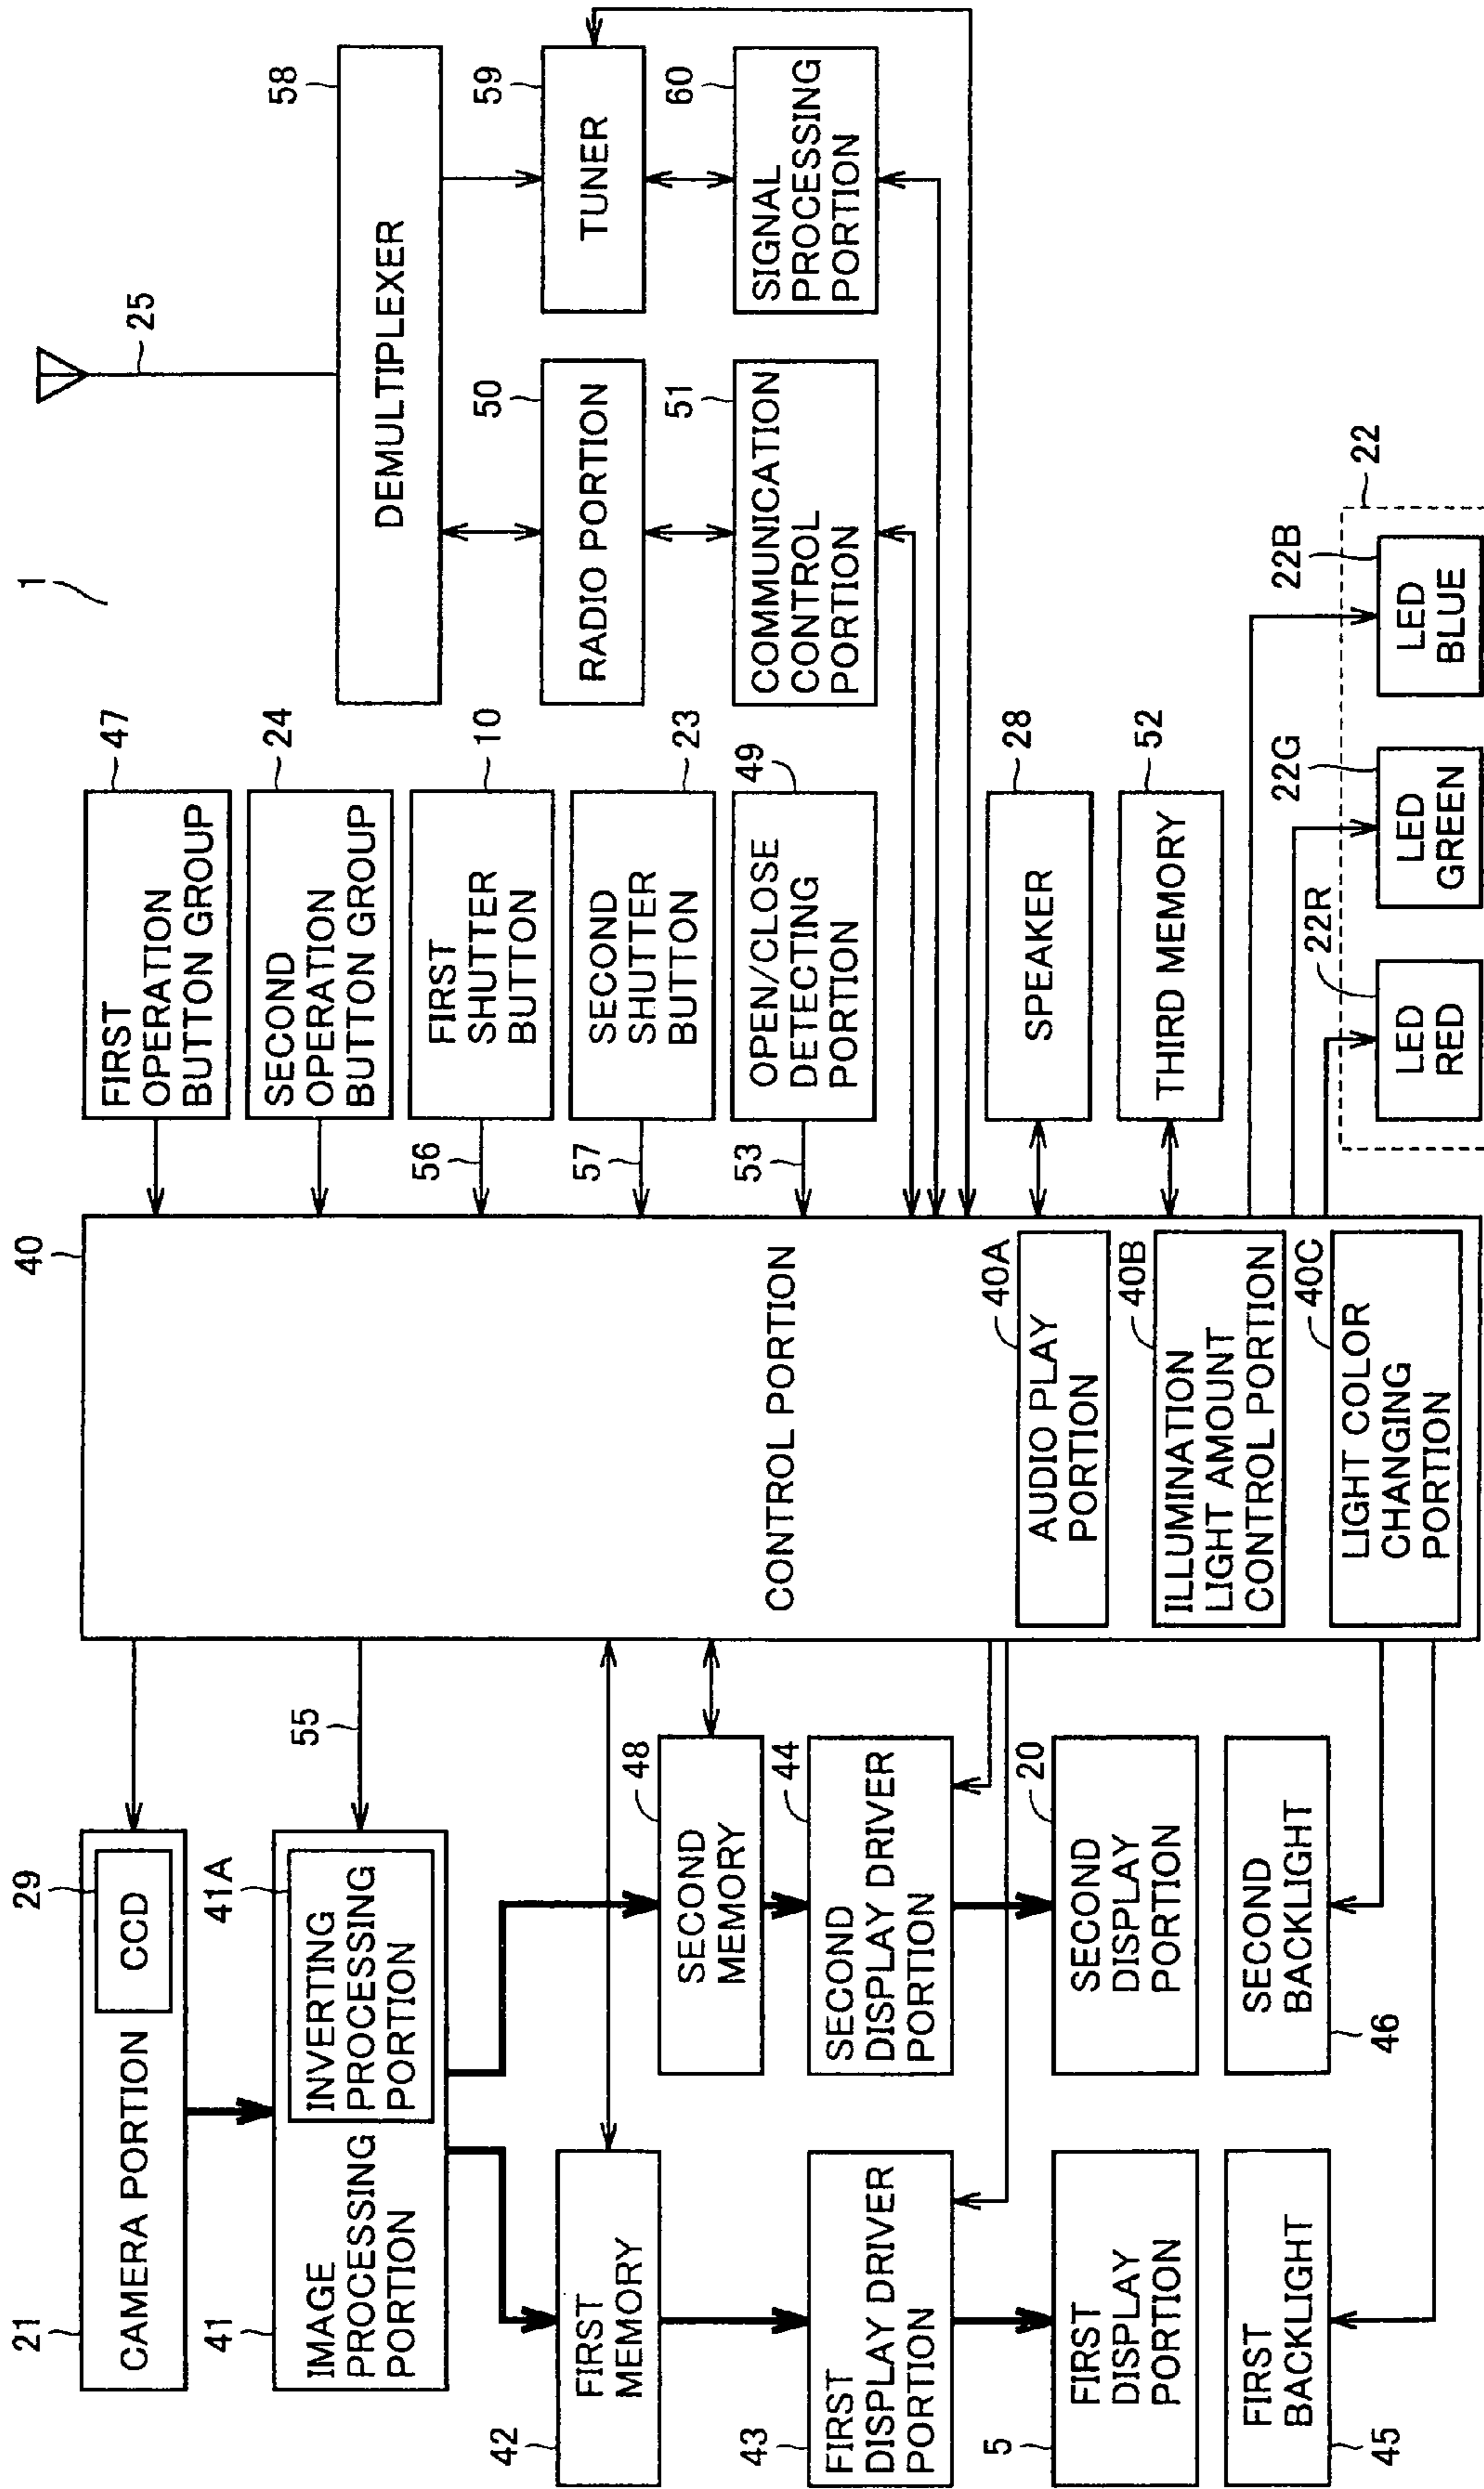 1
21
CAMERA PORTION
CCD
29
41
IMAGE
PROCESSING
PORTION
INVERTING
PROCESSING
PORTION
41A
55
42
FIRST
MEMORY
SECOND
MEMORY
48
43
FIRST
DISPLAY DRIVER
PORTION
SECOND
DISPLAY DRIVER
PORTION
44
5
FIRST
DISPLAY
PORTION
SECOND
DISPLAY
PORTION
20
45
FIRST
BACKLIGHT
46
SECOND
BACKLIGHT
40
CONTROL PORTION
AUDIO PLAY
PORTION
40A
ILLUMINATION
LIGHT AMOUNT
CONTROL PORTION
40B
LIGHT COLOR
CHANGING
PORTION
40C
FIRST
OPERATION
BUTTON GROUP
47
SECOND
OPERATION
BUTTON GROUP
24
56
FIRST
SHUTTER
BUTTON
10
57
SECOND
SHUTTER
BUTTON
23
53
OPEN/CLOSE
DETECTING
PORTION
49
SPEAKER
28
THIRD MEMORY
52
25
DEMULTIPLEXER
58
RADIO PORTION
50
TUNER
59
COMMUNICATION
CONTROL
PORTION
51
SIGNAL
PROCESSING
PORTION
60
22
LED
RED
22R
LED
GREEN
22G
LED
BLUE
22B